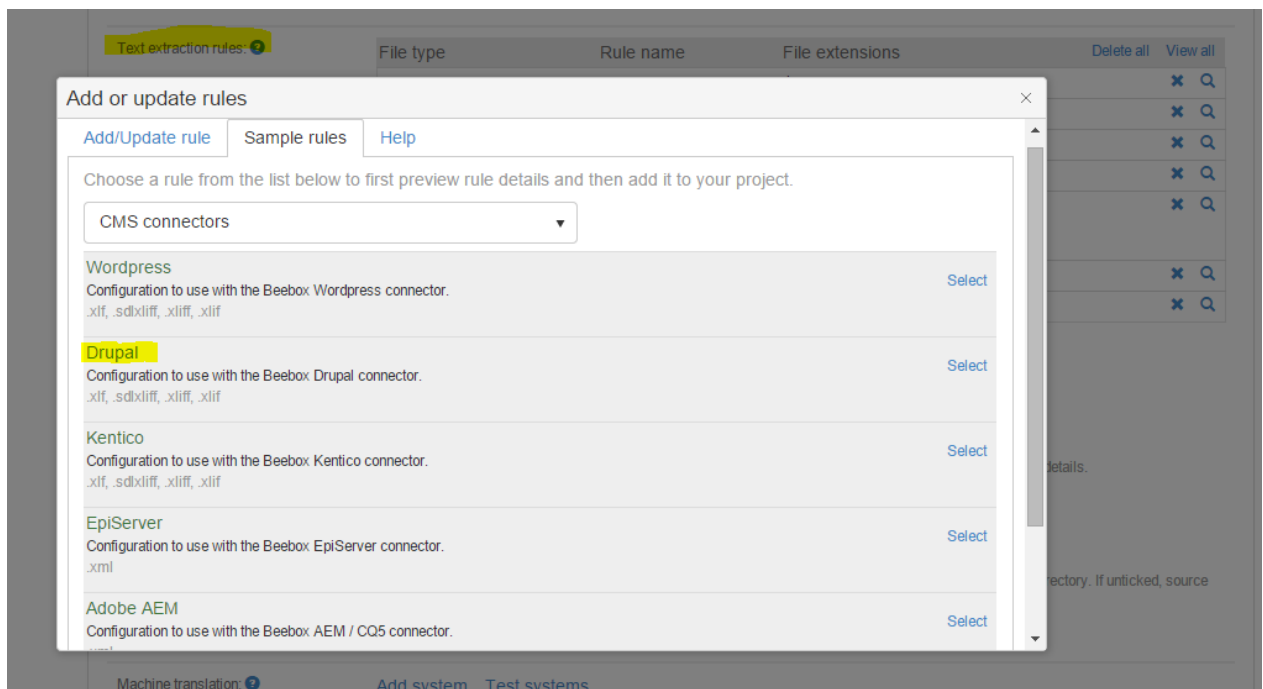 Text extraction rules:
File type Rule name File extensions Delete all View all
Add or update rules
Add/Update rule Sample rules Help
Choose a rule from the list below to first preview rule details and then add it to your project.
CMS connectors
Wordpress
Configuration to use with the Beebox Wordpress connector.
.xlf, .sdlxliff, .xliff, .xlif
Select
Drupal
Configuration to use with the Beebox Drupal connector.
.xlf, .sdlxliff, .xliff, .xlif
Select
Kentico
Configuration to use with the Beebox Kentico connector.
.xlf, .sdlxliff, .xliff, .xlif
Select
details.
EpiServer
Configuration to use with the Beebox EpiServer connector.
.xml
Select
If unticked, source
Adobe AEM
Configuration to use with the Beebox AEM / CQ5 connector.
Select
Machine translation: Add system Test systems